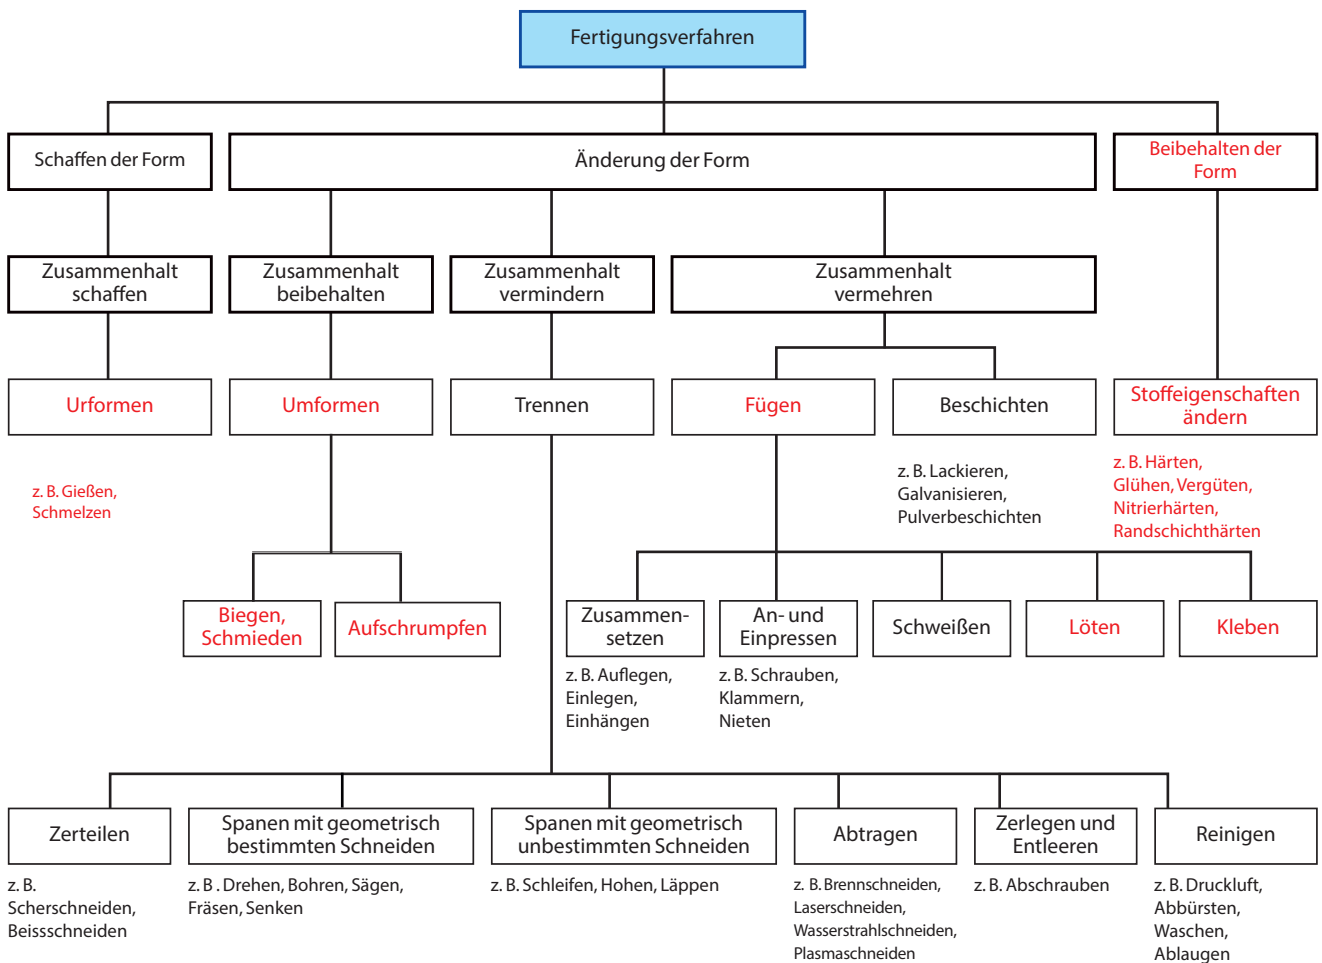 Fertigungsverfahren
Schaffen der Form
Änderung der Form
Beibehalten der
Form
Zusammenhalt
schaffen
Zusammenhalt
beibehalten
Zusammenhalt
vermindern
Zusammenhalt
vermehren
Urformen
Umformen
Trennen
Fügen
Beschichten
Stoffeigenschaften
ändern
z. B. Gießen,
Schmelzen
z. B. Lackieren,
Galvanisieren,
Pulverbeschichten
z. B. Härten,
Glühen, Vergüten,
Nitrierhärten,
Randschichthärten
Biegen,
Schmieden
Aufschrumpfen
Zusammen-
setzen
An- und
Einpressen
Schweißen
Löten
Kleben
z. B. Auflegen,
Einlegen,
Einhängen
z. B. Schrauben,
Klammern,
Nieten
Zerteilen
Spanen mit geometrisch
bestimmten Schneiden
Spanen mit geometrisch
unbestimmten Schneiden
Abtragen
Zerlegen und
Entleeren
Reinigen
z. B.
Scherschneiden,
Beissschneiden
z. B . Drehen, Bohren, Sägen,
Fräsen, Senken
z. B. Schleifen, Hohen, Läppen
z. B. Brennschneiden,
Laserschneiden,
Wasserstrahlschneiden,
Plasmaschneiden
z. B. Abschrauben
z. B. Druckluft,
Abbürsten,
Waschen,
Ablaugen